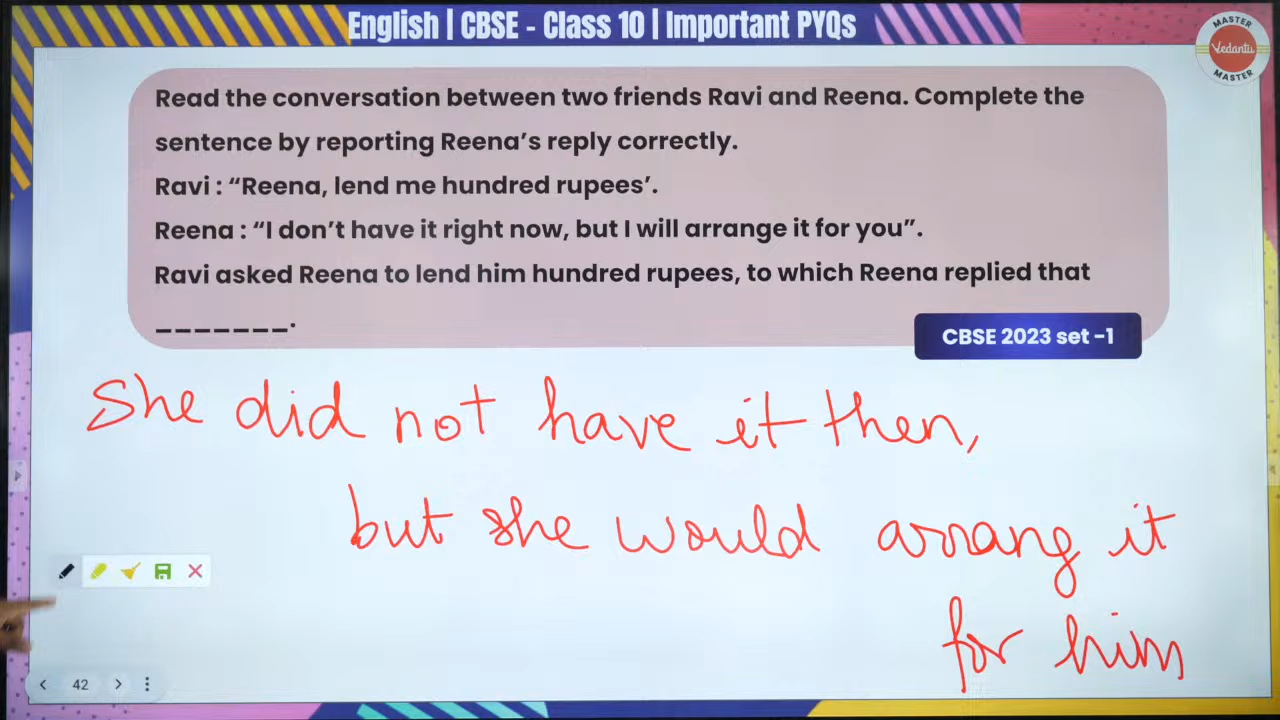 English | CBSE - Class 10 | Important PYQs
MASTER
Vedantu
MASTER
Read the conversation between two friends Ravi and Reena. Complete the
sentence by reporting Reena’s reply correctly.
Ravi : “Reena, lend me hundred rupees’.
Reena : “I don’t have it right now, but I will arrange it for you”.
Ravi asked Reena to lend him hundred rupees, to which Reena replied that
_______.
CBSE 2023 set -1
She did not have it then,
but she would arrang it
for him
42